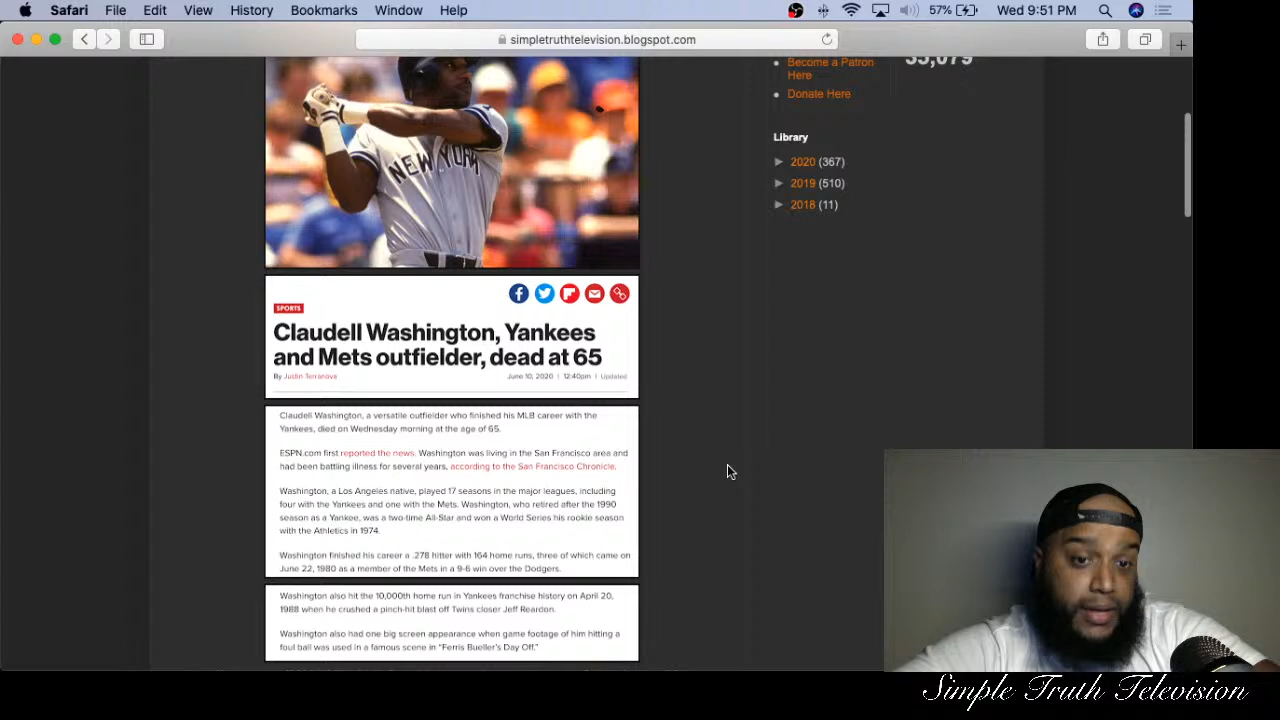 Safari File Edit View History Bookmarks Window Help 57% Wed 9:51 PM
simpletruthtelevision.blogspot.com
Become a Patron
Here
35,079
Donate Here
Library
► 2020 (367)
► 2019 (510)
► 2018 (11)
NEW YORK
SPORTS
Claudell Washington, Yankees
and Mets outfielder, dead at 65
By Justin Terranova June 10, 2020 | 12:40pm | Updated
Claudell Washington, a versatile outfielder who finished his MLB career with the
Yankees, died on Wednesday morning at the age of 65.
ESPN.com first reported the news. Washington was living in the San Francisco area and
had been battling illness for several years, according to the San Francisco Chronicle.
Washington, a Los Angeles native, played 17 seasons in the major leagues, including
four with the Yankees and one with the Mets. Washington, who retired after the 1990
season as a Yankee, was a two-time All-Star and won a World Series his rookie season
with the Athletics in 1974.
Washington finished his career a .278 hitter with 164 home runs, three of which came on
June 22, 1980 as a member of the Mets in a 9-6 win over the Dodgers.
Washington also hit the 10,000th home run in Yankees franchise history on April 20,
1988 when he crushed a pinch-hit blast off Twins closer Jeff Reardon.
Washington also had one big screen appearance when game footage of him hitting a
foul ball was used in a famous scene in “Ferris Bueller’s Day Off.”
Simple Truth Television